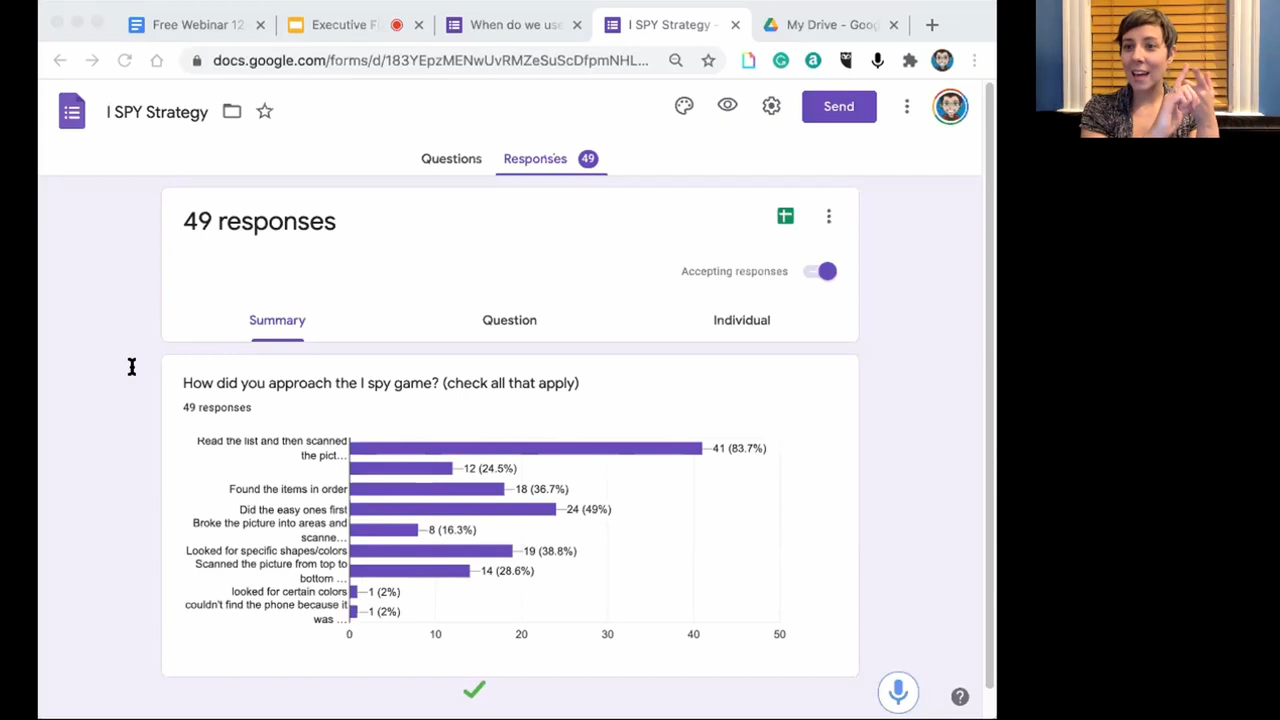 Free Webinar 12
Executive F
When do we us
I SPY Strategy -
My Drive - Goo
docs.google.com/forms/d/183YEpzMENwUvRMZeSuScDfpmNHL...
I SPY Strategy
Send
Questions
Responses 49
49 responses
Accepting responses
Summary
Question
Individual
How did you approach the I spy game? (check all that apply)
49 responses
Read the list and then scanned
the pict...
41 (83.7%)
12 (24.5%)
Found the items in order
18 (36.7%)
Did the easy ones first
24 (49%)
Broke the picture into areas and
scanne...
8 (16.3%)
Looked for specific shapes/colors
19 (38.8%)
Scanned the picture from top to
bottom ...
14 (28.6%)
looked for certain colors
1 (2%)
couldn't find the phone because it
was ...
1 (2%)
0 10 20 30 40 50